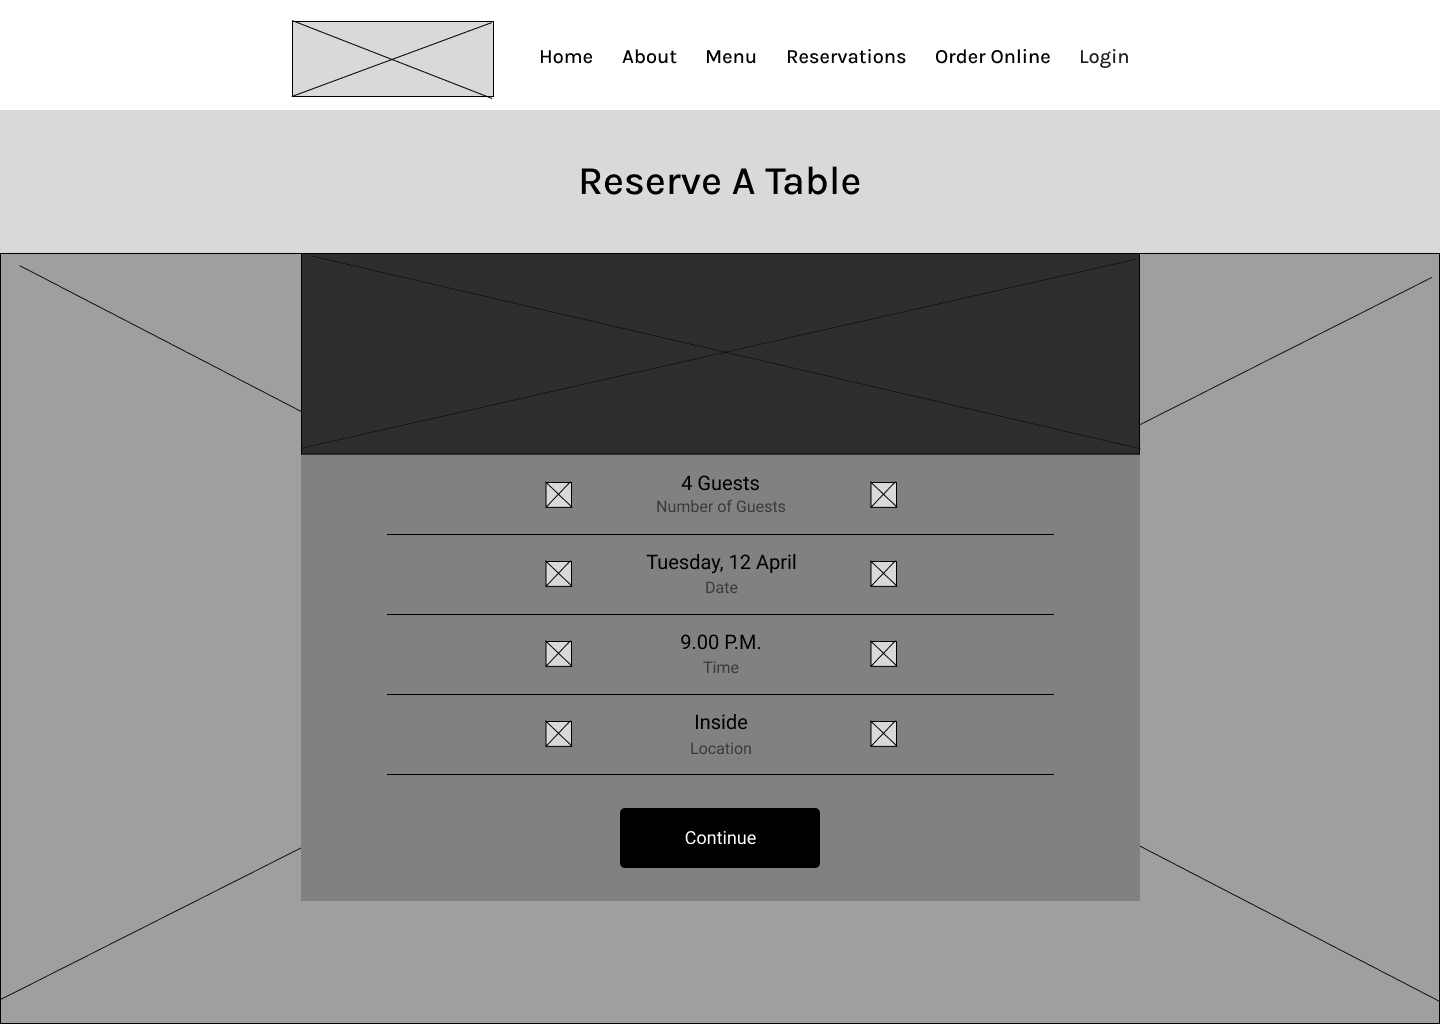 Home About Menu Reservations Order Online Login
Reserve A Table
4 Guests
Number of Guests
Tuesday, 12 April
Date
9.00 P.M.
Time
Inside
Location
Continue